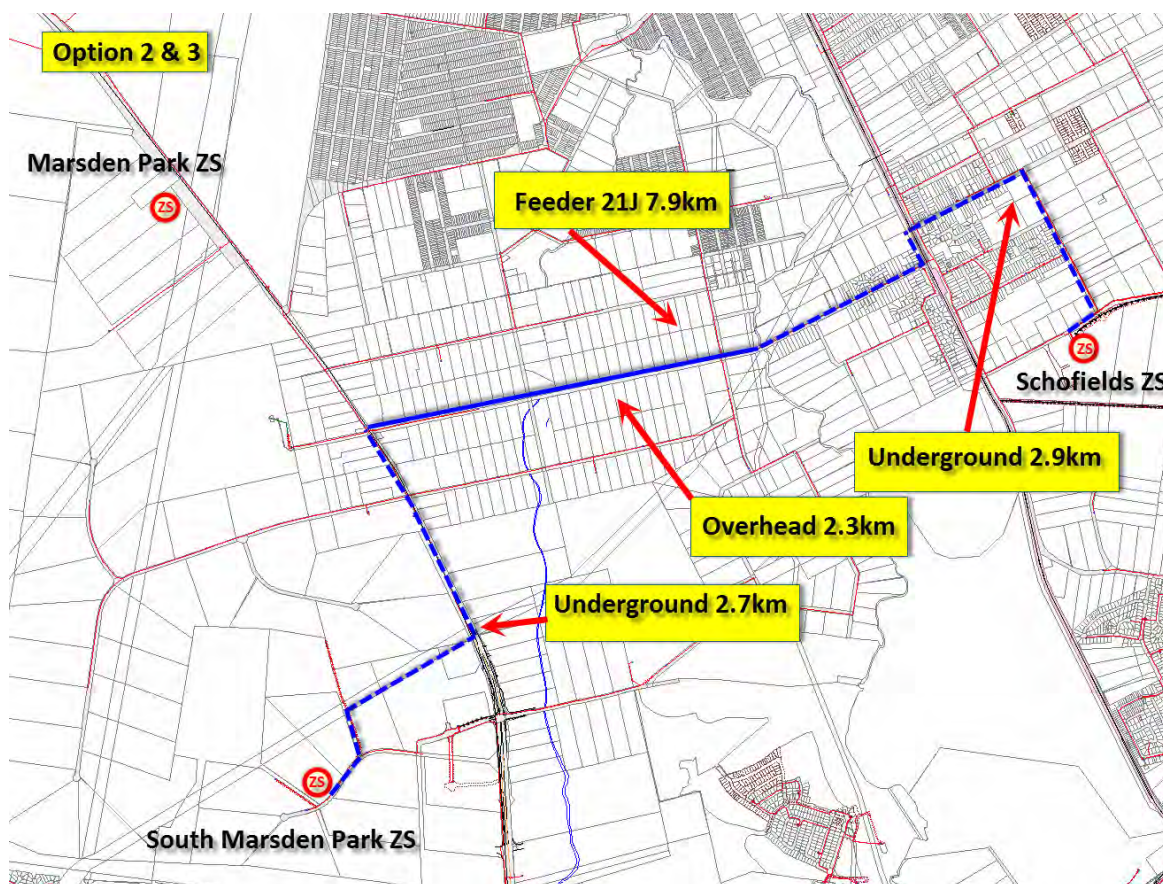 Option 2 & 3
Marsden Park ZS
ZS
Feeder 21J 7.9km
ZS
Schofields ZS
Underground 2.9km
Overhead 2.3km
Underground 2.7km
ZS
South Marsden Park ZS